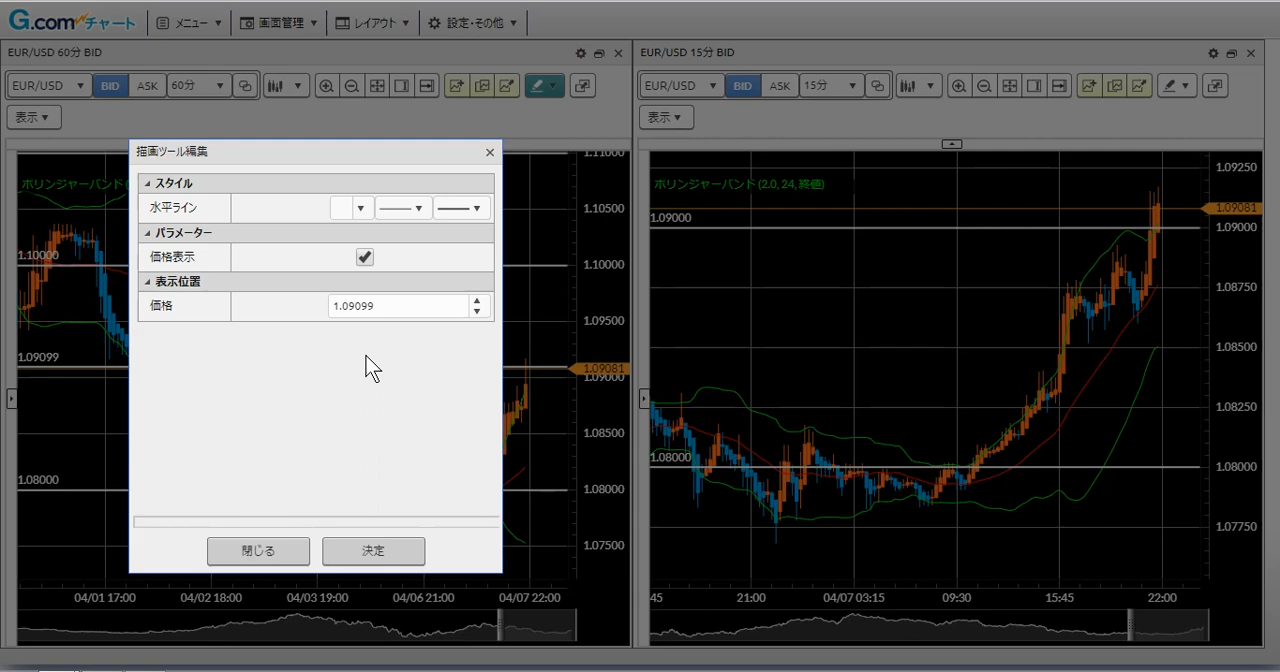 G.comチャート メニュー 画面管理 レイアウト 設定・その他
EUR/USD 60分 BID
EUR/USD BID ASK 60分
表示
ボリンジャーバンド(
1.10000
1.09099
1.08000
1.11000
1.10500
1.10000
1.09500
1.09081
1.09000
1.08500
1.08000
1.07500
04/01 17:00 04/02 18:00 04/03 19:00 04/06 21:00 04/07 22:00
描画ツール編集
スタイル
水平ライン
パラメーター
価格表示
表示位置
価格 1.09099
閉じる 決定
EUR/USD 15分 BID
EUR/USD BID ASK 15分
表示
ボリンジャーバンド (2.0, 24, 終値)
1.09000
1.08000
1.09250
1.09081
1.09000
1.08750
1.08500
1.08250
1.08000
1.07750
45 21:00 04/07 03:15 09:30 15:45 22:00